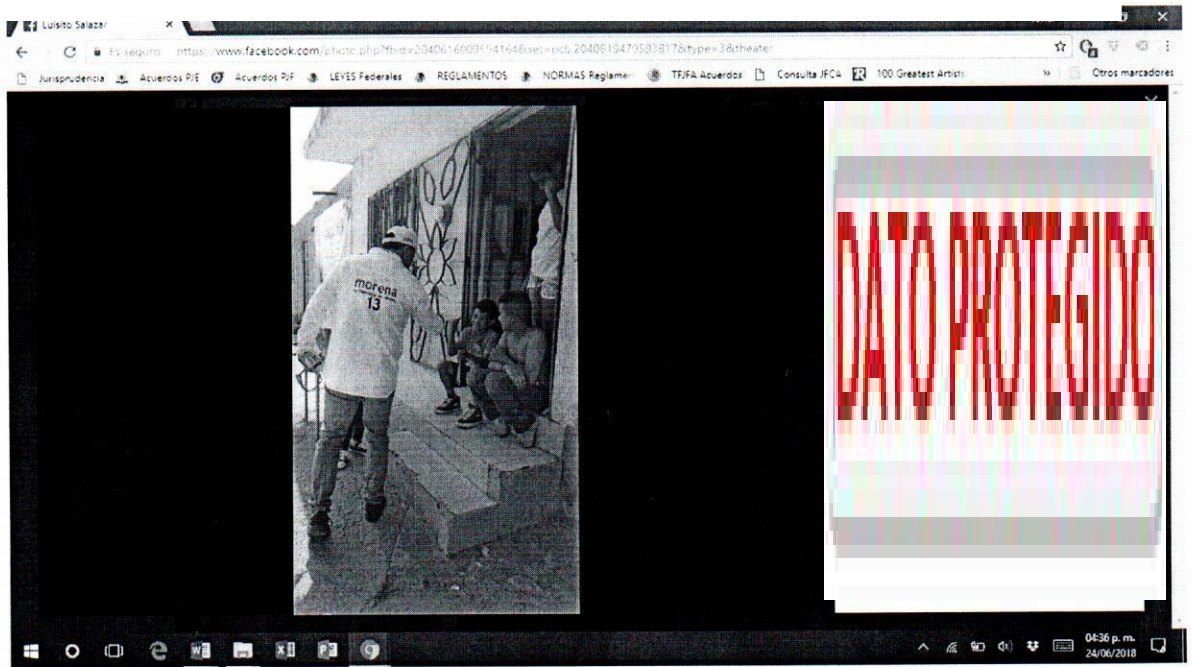 Luisito Salazar
Es seguro https://www.facebook.com/photo.php?
Jurisprudencia Acuerdos PJF Acuerdos PJF LEYES Federales REGLAMENTOS NORMAS Reglamen TFJFA Acuerdos Consulta JFCA 100 Greatest Artists Otros marcadores
morena
13
DATO PROTEGIDO
04:36 p. m.
24/06/2018